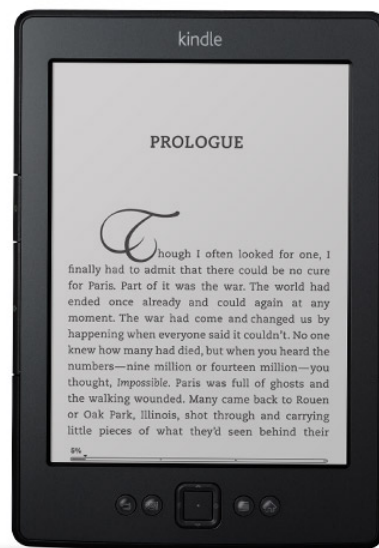 kindle
PROLOGUE
Though I often looked for one, I
finally had to admit that there could be no cure
for Paris. Part of it was the war. The world had
ended once already and could again at any
moment. The war had come and changed us by
happening when everyone said it couldn't. No one
knew how many had died, but when you heard the
numbers—nine million or fourteen million—you
thought, Impossible. Paris was full of ghosts and
the walking wounded. Many came back to Rouen
or Oak Park, Illinois, shot through and carrying
little pieces of what they'd seen behind their
5%